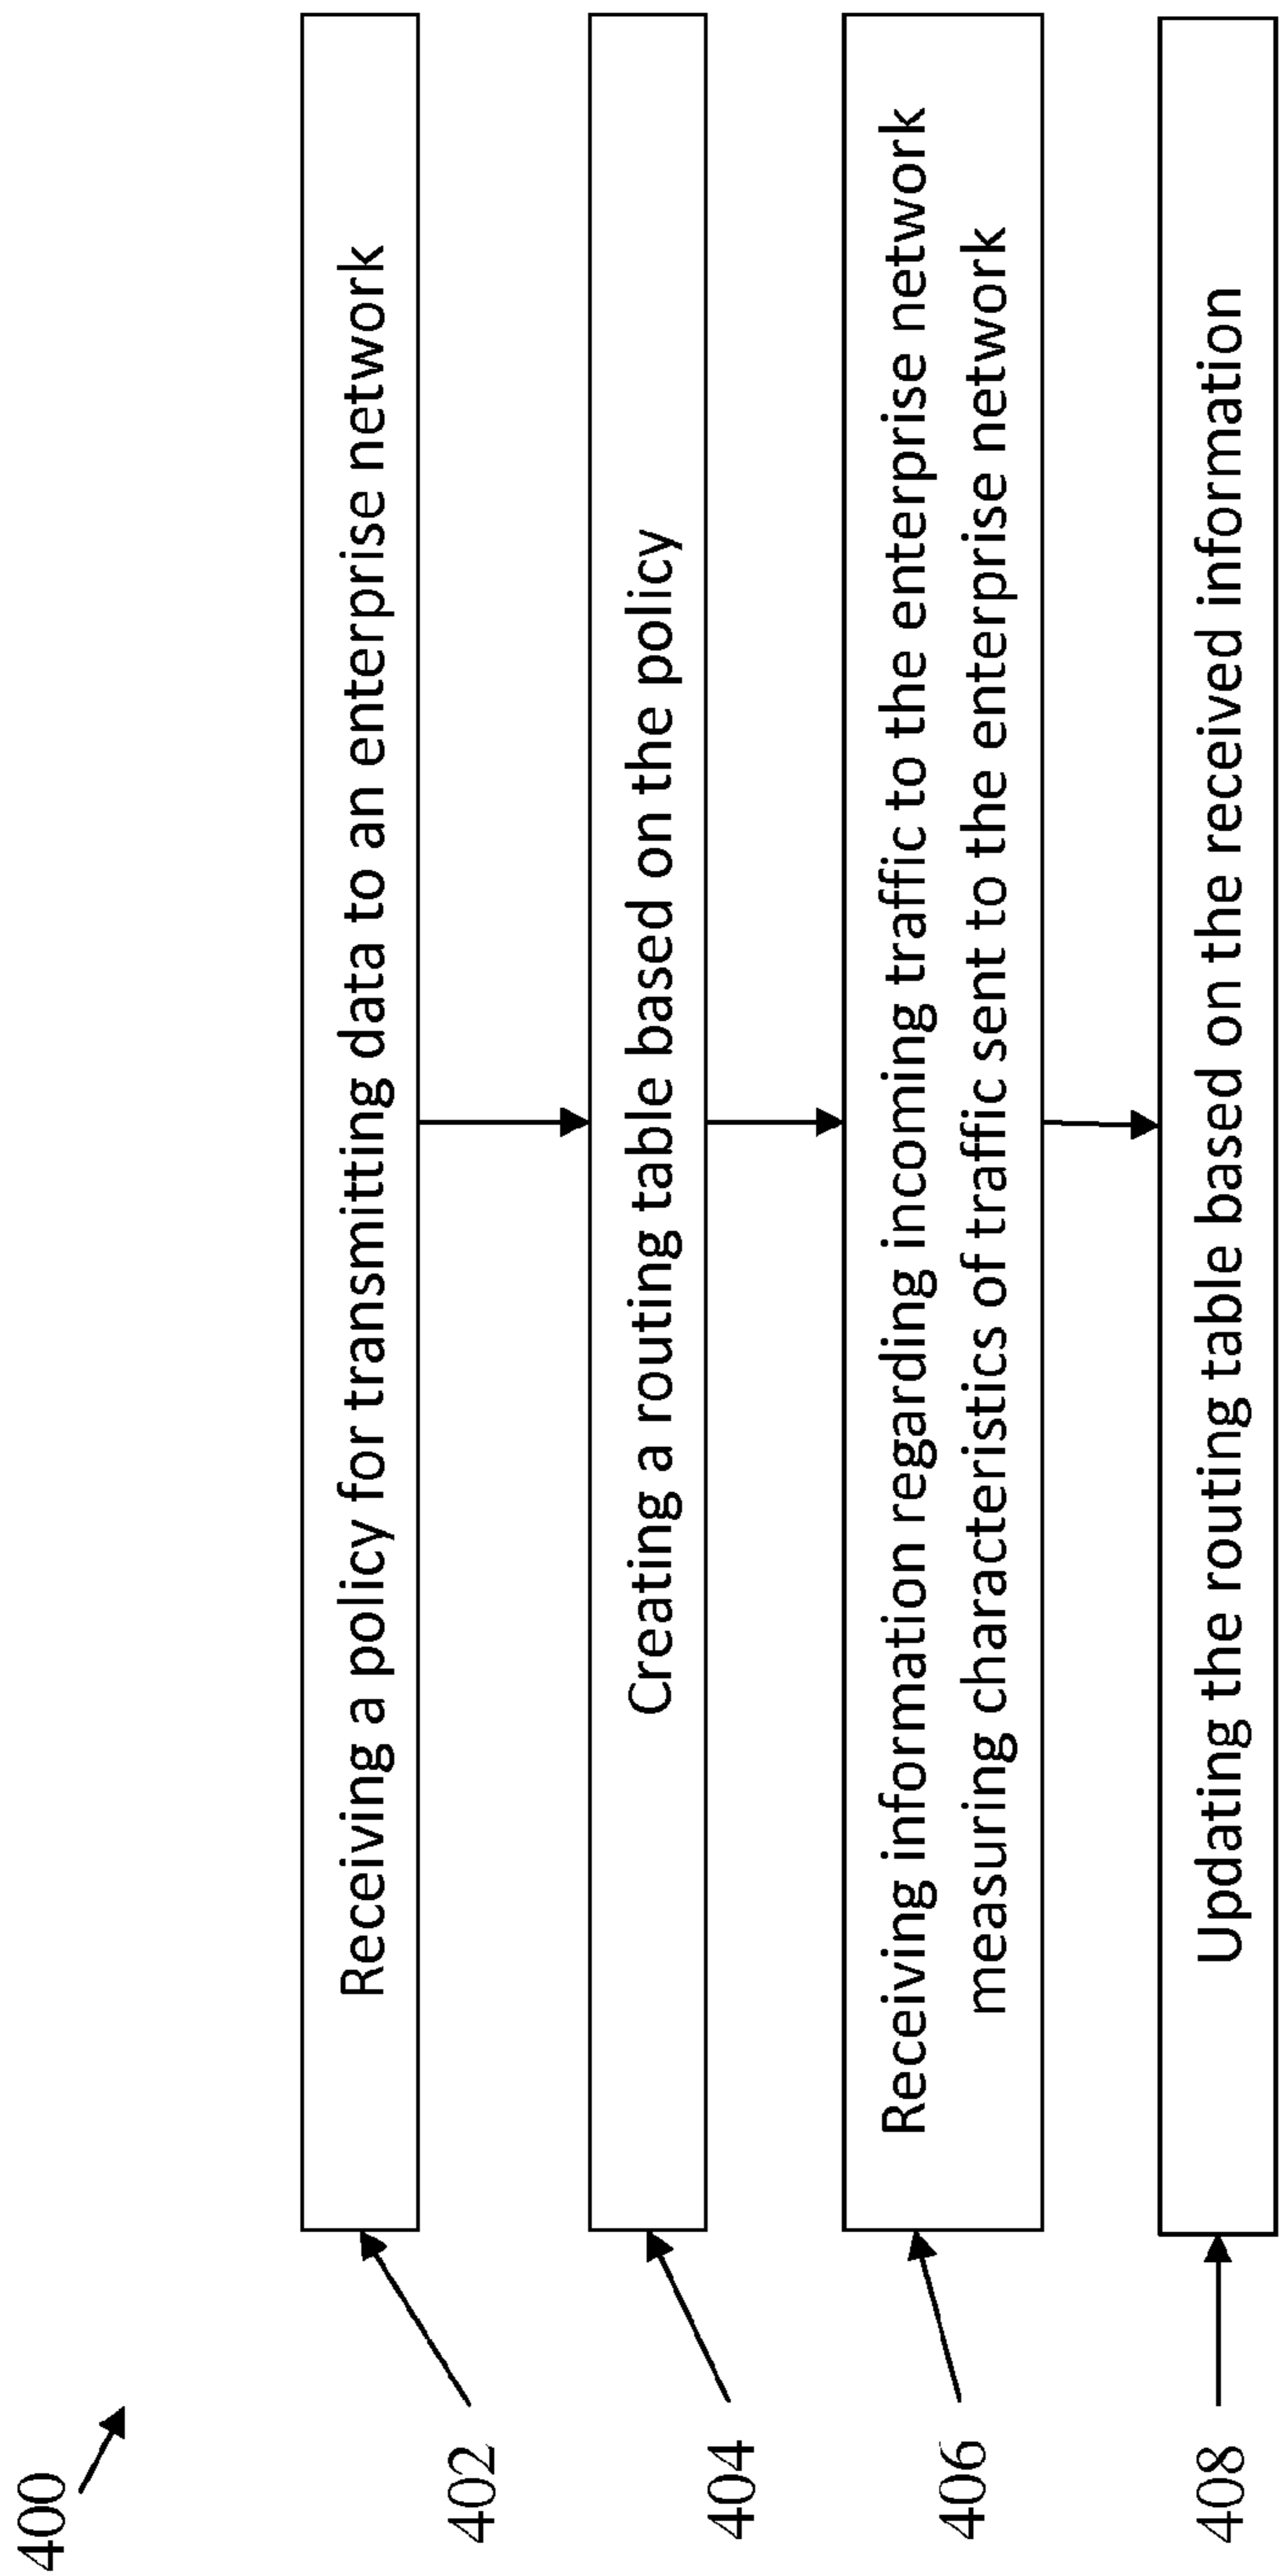 400
402
Receiving a policy for transmitting data to an enterprise network
404
Creating a routing table based on the policy
406
Receiving information regarding incoming traffic to the enterprise network
measuring characteristics of traffic sent to the enterprise network
408
Updating the routing table based on the received information